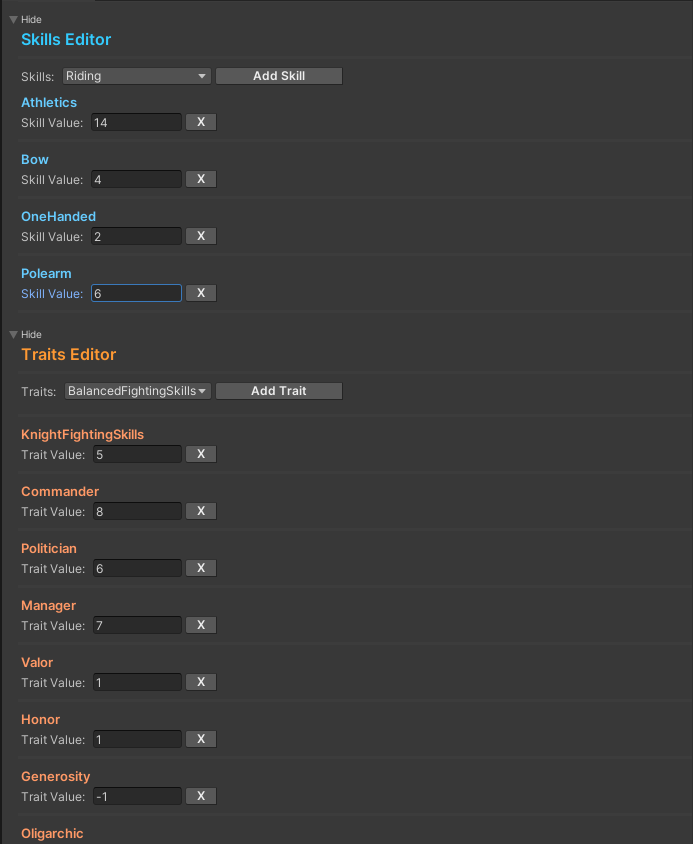 Hide
Skills Editor
Skills: Riding Add Skill
Athletics
Skill Value: 14 X
Bow
Skill Value: 4 X
OneHanded
Skill Value: 2 X
Polearm
Skill Value: 6 X
Hide
Traits Editor
Traits: BalancedFightingSkills Add Trait
KnightFightingSkills
Trait Value: 5 X
Commander
Trait Value: 8 X
Politician
Trait Value: 6 X
Manager
Trait Value: 7 X
Valor
Trait Value: 1 X
Honor
Trait Value: 1 X
Generosity
Trait Value: -1 X
Oligarchic